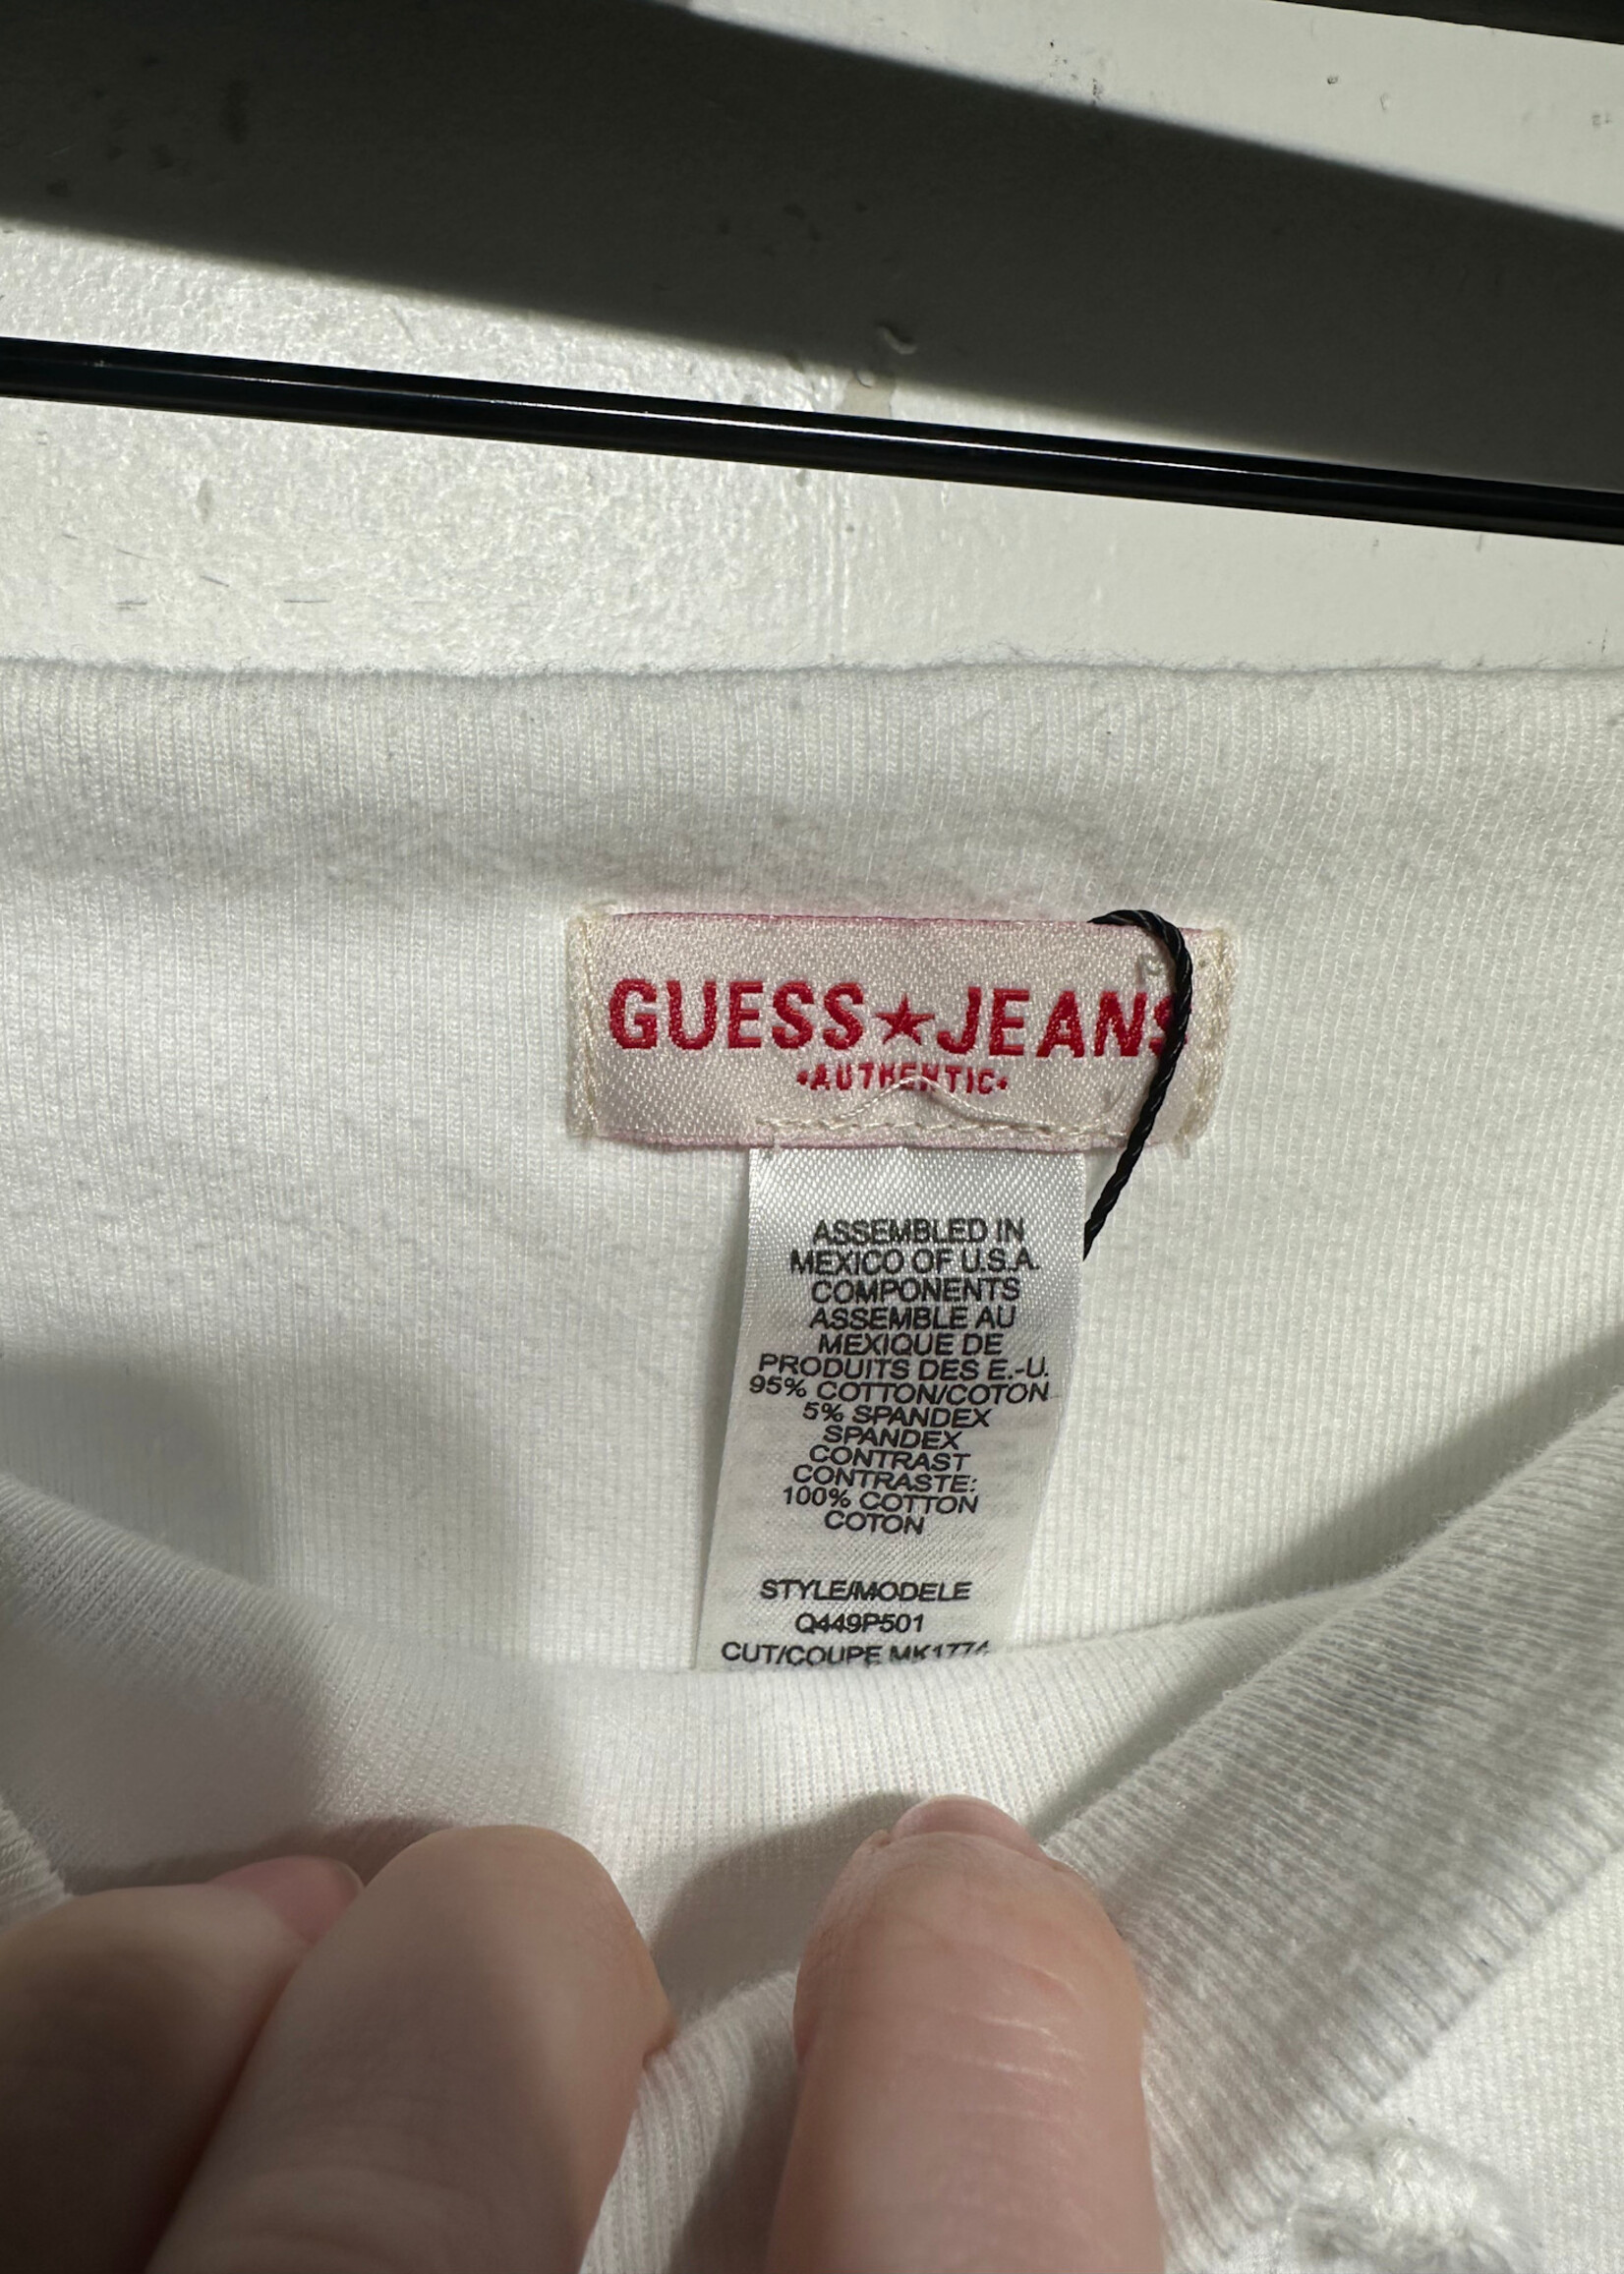 GUESS★JEANS
•AUTHENTIC•
ASSEMBLED IN
MEXICO OF U.S.A.
COMPONENTS
ASSEMBLE AU
MEXIQUE DE
PRODUITS DES E.-U.
95% COTTON/COTON
5% SPANDEX
SPANDEX
CONTRAST
CONTRASTE:
100% COTTON
COTON
STYLE/MODELE
Q449P501
CUT/COUPE